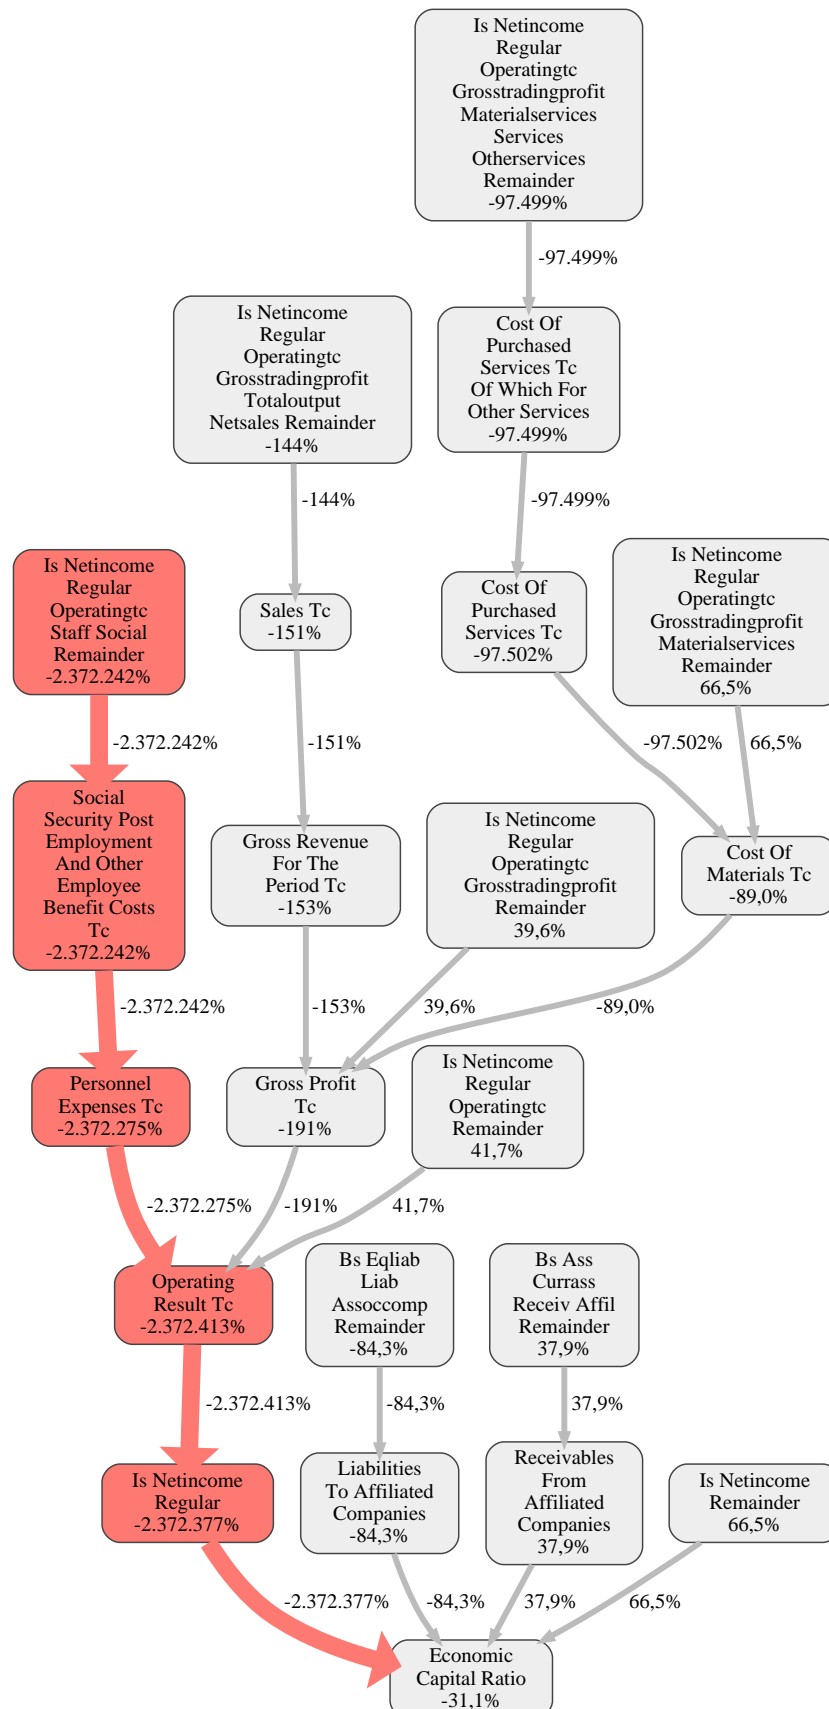 Is Netincome
Regular
Operatingtc
Grosstradingprofit
Materialservices
Services
Otherservices
Remainder
-97.499%
-97.499%
Is Netincome
Regular
Operatingtc
Grosstradingprofit
Totaloutput
Netsales Remainder
-144%
Cost Of
Purchased
Services Tc
Of Which For
Other Services
-97.499%
-144%
-97.499%
Is Netincome
Regular
Operatingtc
Staff Social
Remainder
-2.372.242%
Sales Tc
-151%
Cost Of
Purchased
Services Tc
-97.502%
Is Netincome
Regular
Operatingtc
Grosstradingprofit
Materialservices
Remainder
66,5%
-2.372.242%
-151%
-97.502%
66,5%
Social
Security Post
Employment
And Other
Employee
Benefit Costs
Tc
-2.372.242%
Gross Revenue
For The
Period Tc
-153%
Is Netincome
Regular
Operatingtc
Grosstradingprofit
Remainder
39,6%
Cost Of
Materials Tc
-89,0%
-2.372.242%
-153%
39,6%
-89,0%
Personnel
Expenses Tc
-2.372.275%
Gross Profit
Tc
-191%
Is Netincome
Regular
Operatingtc
Remainder
41,7%
-2.372.275%
-191%
41,7%
Operating
Result Tc
-2.372.413%
Bs Eqliab
Liab
Assoccomp
Remainder
-84,3%
Bs Ass
Currass
Receiv Affil
Remainder
37,9%
-2.372.413%
-84,3%
37,9%
Is Netincome
Regular
-2.372.377%
Liabilities
To Affiliated
Companies
-84,3%
Receivables
From
Affiliated
Companies
37,9%
Is Netincome
Remainder
66,5%
-2.372.377%
-84,3%
37,9%
66,5%
Economic
Capital Ratio
-31,1%